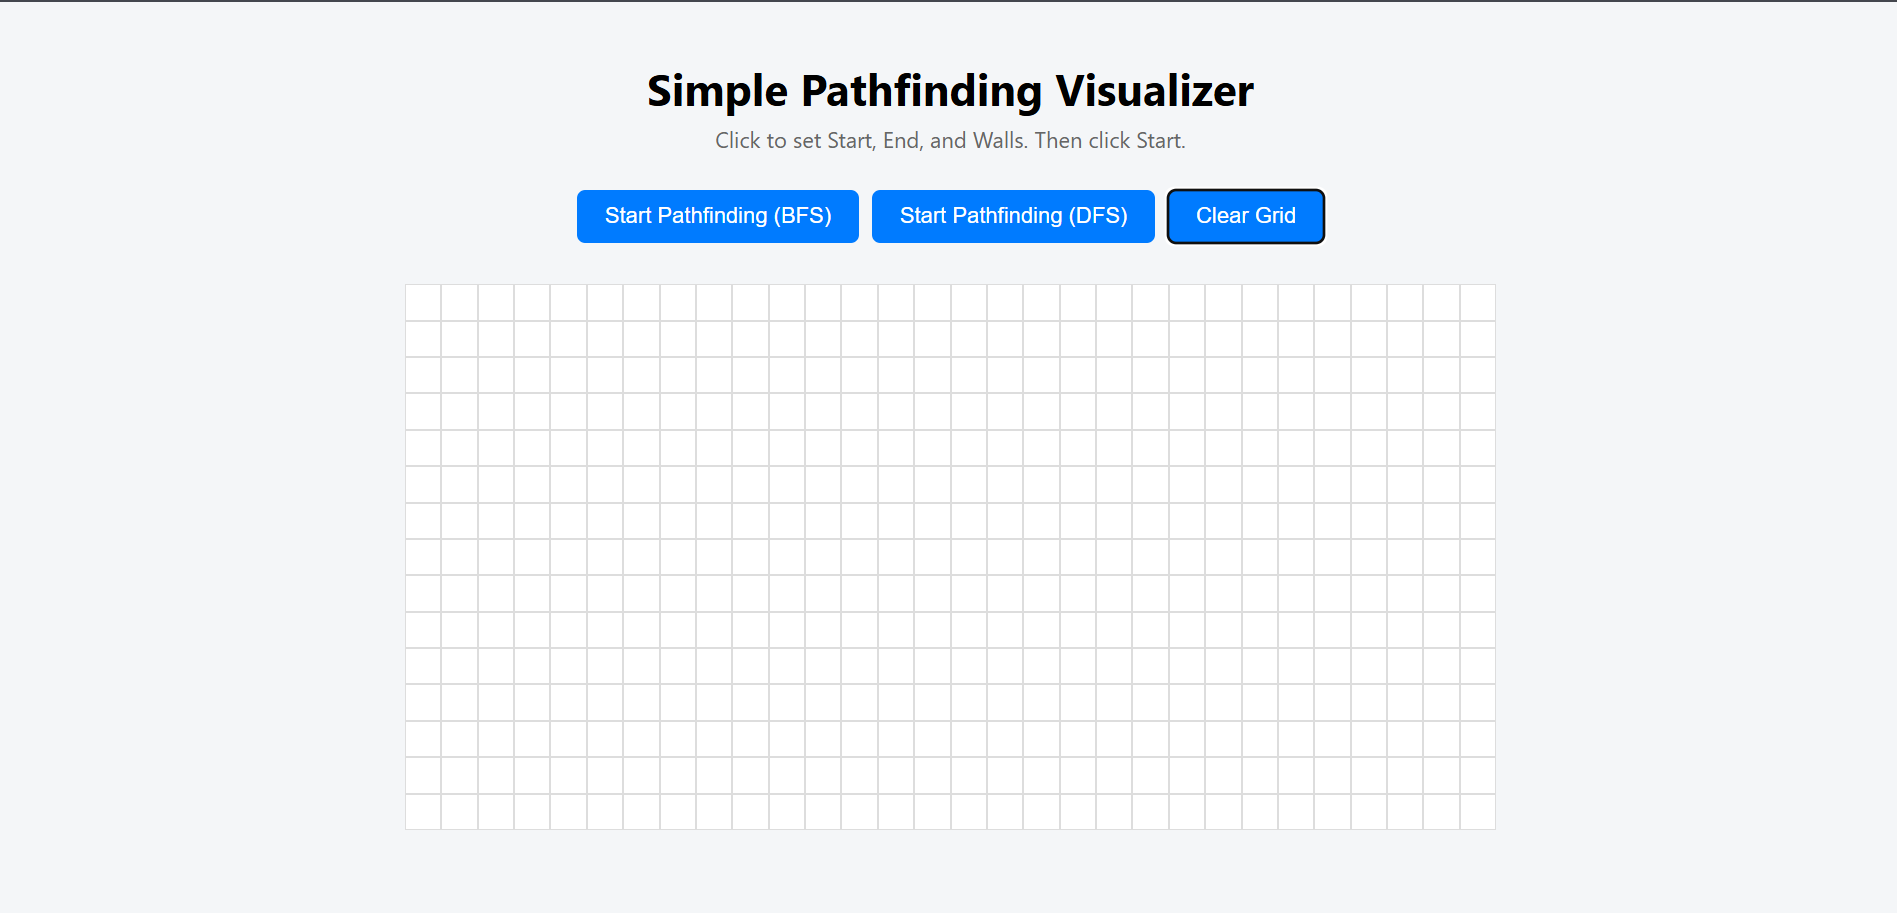 Simple Pathfinding Visualizer
Click to set Start, End, and Walls. Then click Start.
Start Pathfinding (BFS)
Start Pathfinding (DFS)
Clear Grid